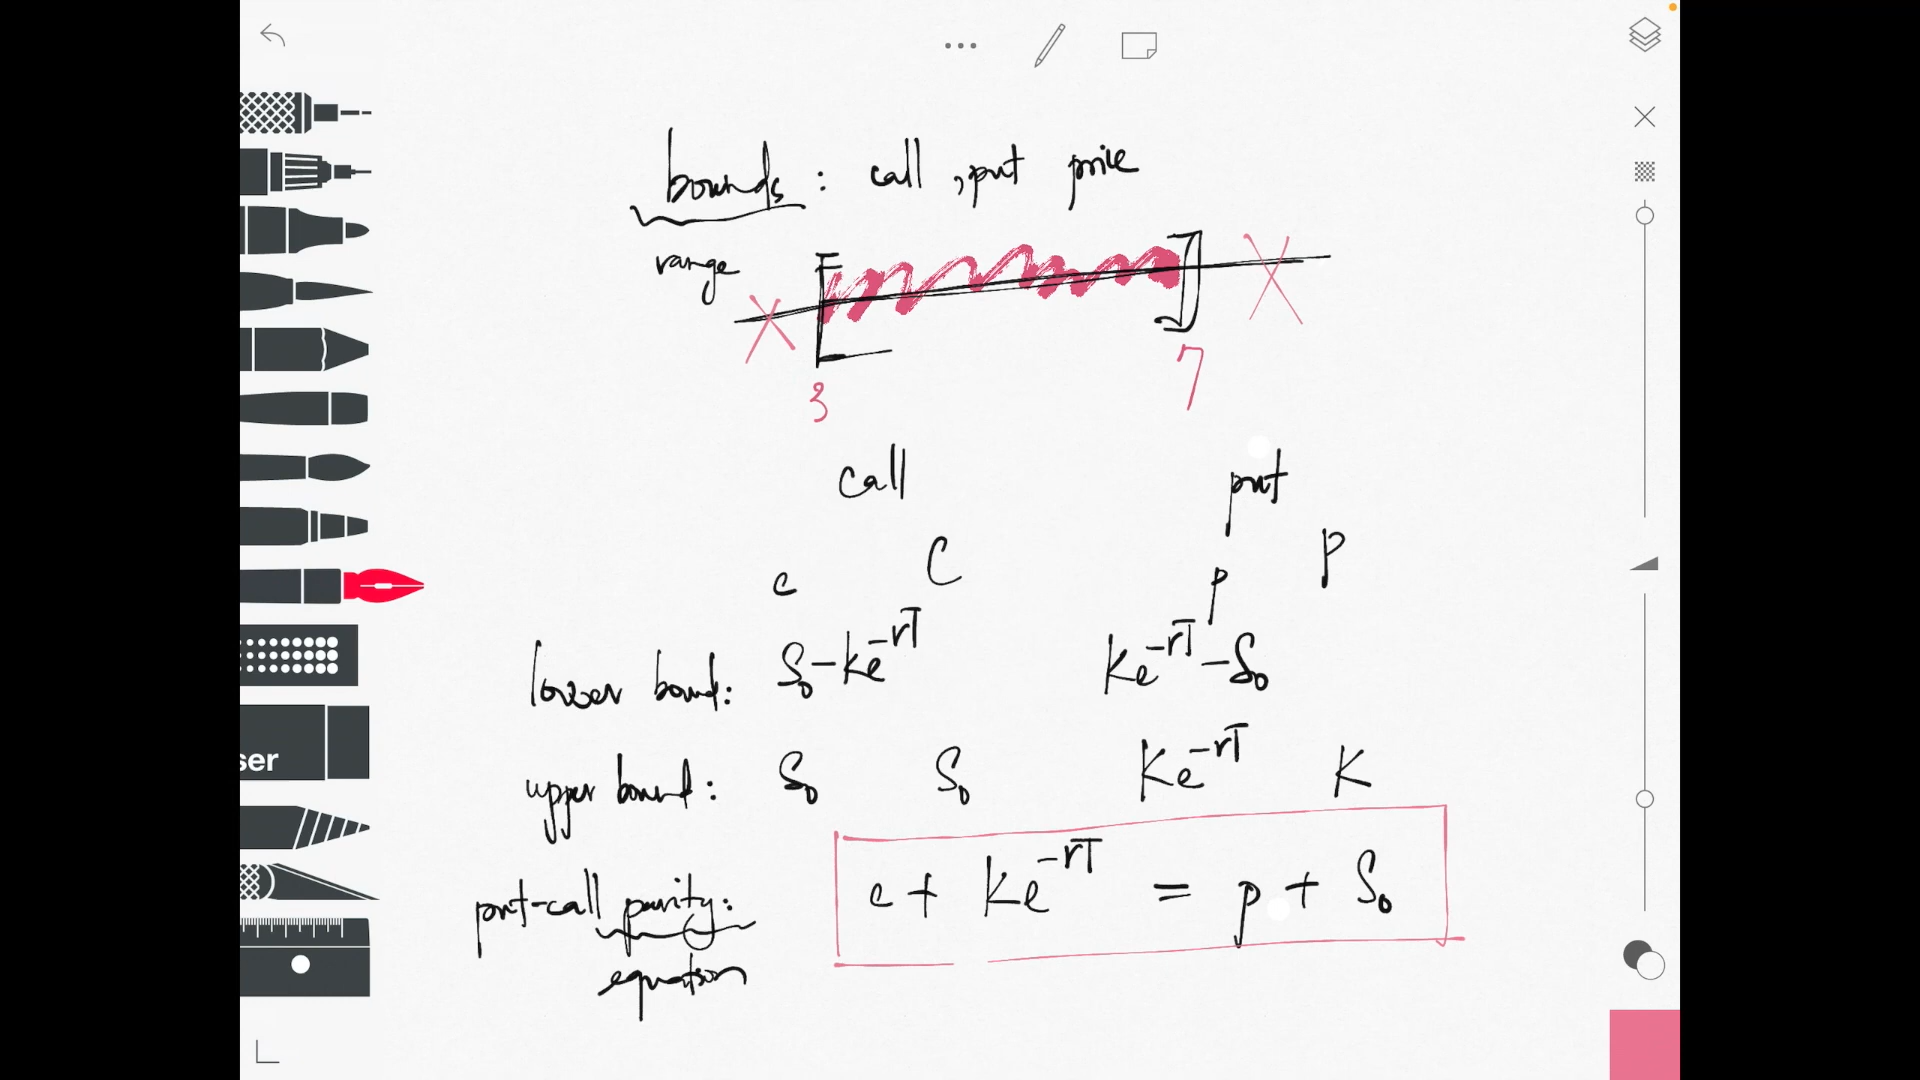 bounds : call , put price
range
3 7
call put
c C p P
lower bound: S₀-Ke^-rT Ke^-rT-S₀
upper bound: S₀ S₀ Ke^-rT K
put-call parity: c + Ke^-rT = p + S₀
equation
ser